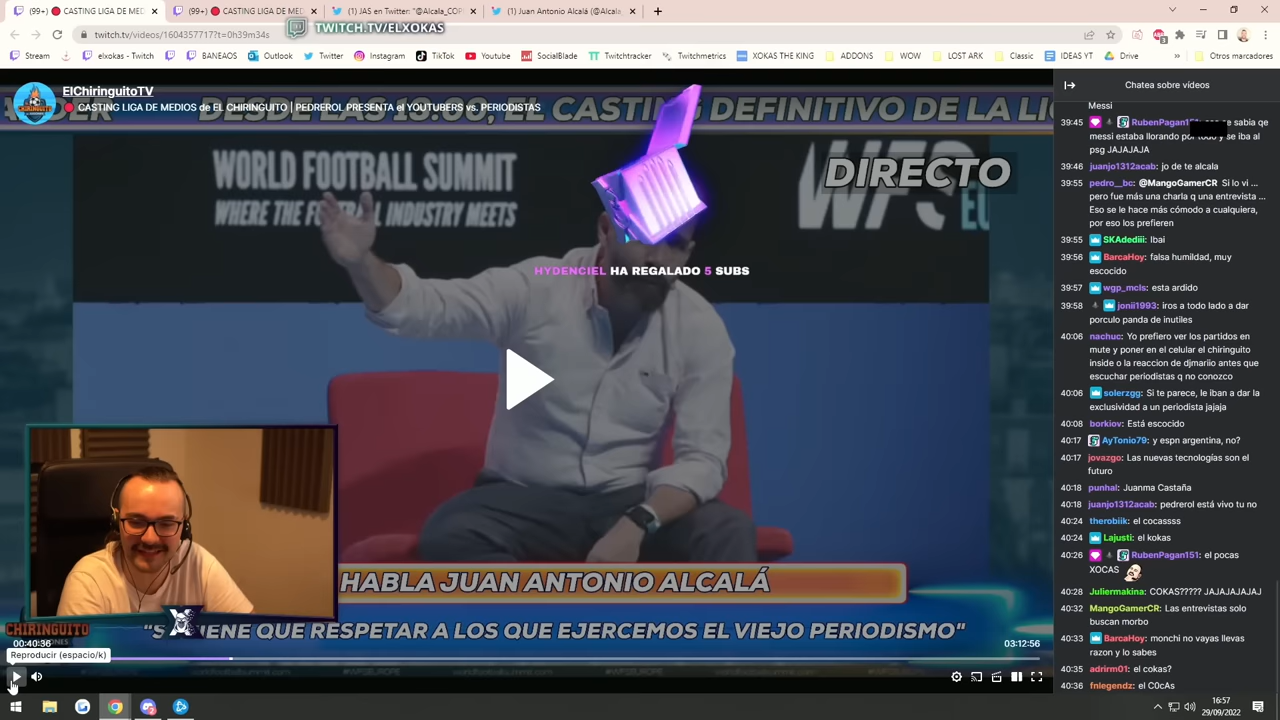 (99+) 🔴 CASTING LIGA DE MEDI
(99+) 🔴 CASTING LIGA DE MEDI
(1) JAS en Twitter: "@Alcala_COP
(1) Juan Antonio Alcalá (@Alcala_
TWITCH.TV/ELXOKAS
twitch.tv/videos/1604357717?t=0h39m34s
Stream
elxokas - Twitch
BANEAOS
Outlook
Twitter
Instagram
TikTok
Youtube
SocialBlade
Twitchtracker
Twitchmetrics
XOKAS THE KING
ADDONS
WOW
LOST ARK
Classic
IDEAS YT
Drive
»
Otros marcadores
ElChiringuitoTV
🔴 CASTING LIGA DE MEDIOS de EL CHIRINGUITO | PEDREROL PRESENTA el YOUTUBERS vs. PERIODISTAS
DESDE LAS 18:00, EL CASTING DEFINITIVO DE LA
WORLD FOOTBALL SUMMIT
WHERE THE FOOTBALL INDUSTRY MEETS
DIRECTO
WFS
EU
HYDENCIEL HA REGALADO 5 SUBS
HABLA JUAN ANTONIO ALCALÁ
TIENE QUE RESPETAR A LOS QUE EJERCEMOS EL VIEJO PERIODISMO"
CHIRINGUITO
00:40:36
03:12:56
Reproducir (espacio/k)
Chatea sobre vídeos
Messi
39:45 RubenPagan151: se sabia qe
messi estaba llorando por todo y se iba al
psg JAJAJAJA
39:46 juanjo1312acab: jo de te alcala
39:55 pedro__bc: @MangoGamerCR Si lo vi ...
pero fue más una charla q una entrevista ...
Eso se le hace más cómodo a cualquiera,
por eso los prefieren
39:55 SKAdediii: Ibai
39:56 BarcaHoy: falsa humildad, muy
escocido
39:57 wgp_mcls: esta ardido
39:58 jonii1993: iros a todo lado a dar
porculo panda de inutiles
40:06 nachuc: Yo prefiero ver los partidos en
mute y poner en el celular el chiringuito
inside o la reaccion de djmariio antes que
escuchar periodistas q no conozco
40:06 solerzgg: Si te parece, le iban a dar la
exclusividad a un periodista jajaja
40:08 borkiov: Está escocido
40:17 AyTonio79: y espn argentina, no?
40:17 jovazgo: Las nuevas tecnologías son el
futuro
40:18 punhal: Juanma Castaña
40:18 juanjo1312acab: pedrerol está vivo tu no
40:24 therobiik: el cocassss
40:24 Lajusti: el kokas
40:26 RubenPagan151: el pocas
XOCAS
40:28 Juliermakina: COKAS????? JAJAJAJAJAJ
40:32 MangoGamerCR: Las entrevistas solo
buscan morbo
40:33 BarcaHoy: monchi no vayas llevas
razon y lo sabes
40:35 adrirm01: el cokas?
40:36 fnlegendz: el C0cAs
16:57
29/09/2022